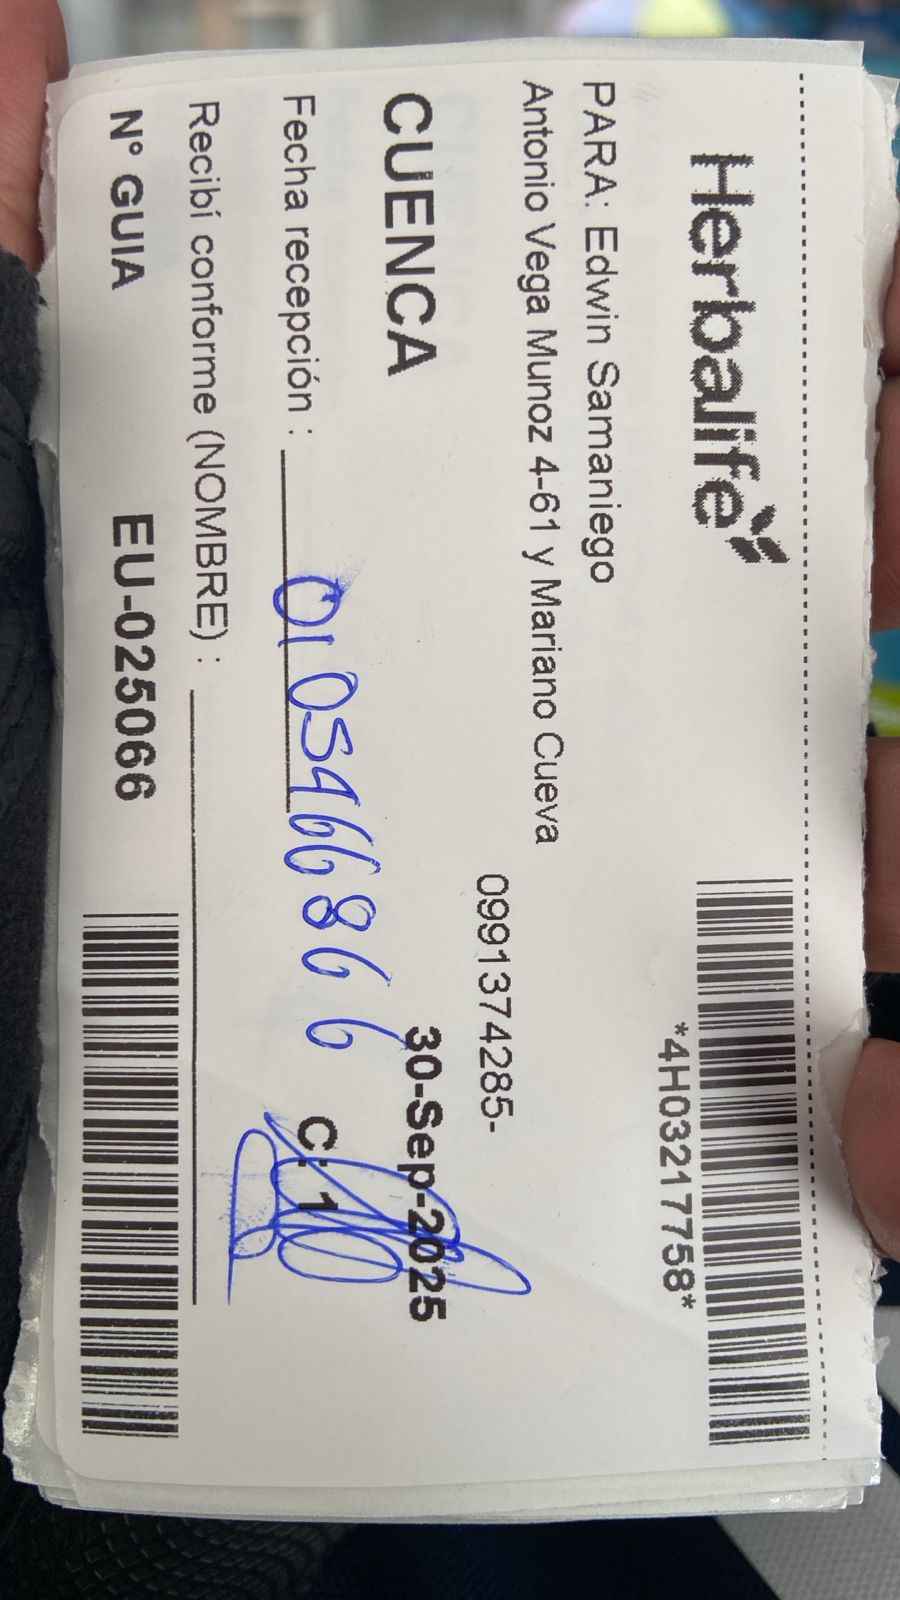 Herbalife
*4H03217758*
PARA: Edwin Samaniego
Antonio Vega Munoz 4-61 y Mariano Cueva
0991374285-
CUENCA
30-Sep-2025
Fecha recepción :
0105466866
C: 1
Recibí conforme (NOMBRE) :
N° GUIA EU-025066